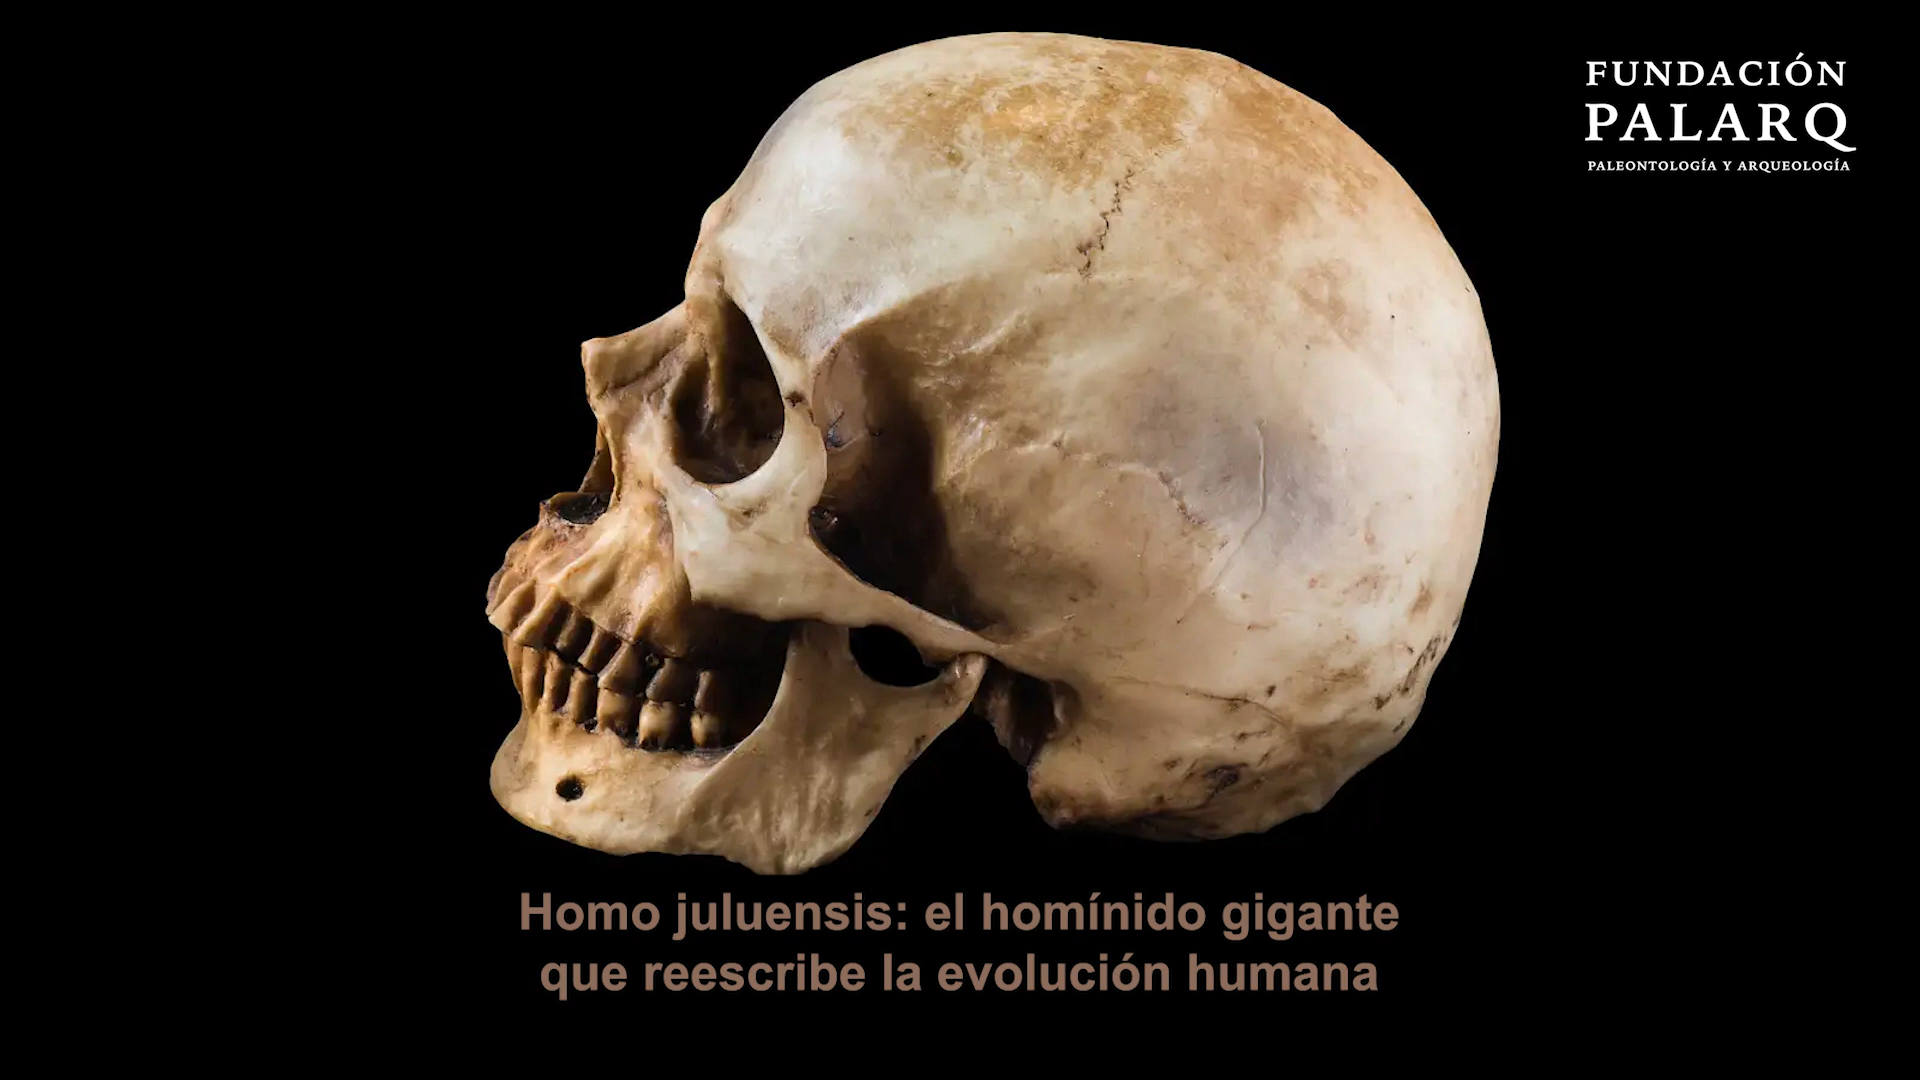 FUNDACIÓN
PALARQ
PALEONTOLOGÍA Y ARQUEOLOGÍA
Homo juluensis: el homínido gigante
que reescribe la evolución humana